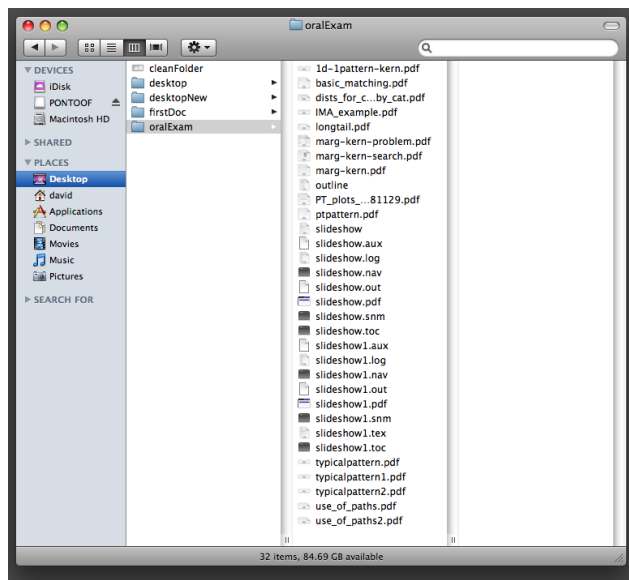 oralExam
▼ DEVICES
iDisk
PONTOOF
Macintosh HD
▶ SHARED
▼ PLACES
Desktop
david
Applications
Documents
Movies
Music
Pictures
▶ SEARCH FOR
cleanFolder
desktop
desktopNew
firstDoc
oralExam
1d-1pattern-kern.pdf
basic_matching.pdf
dists_for_c...by_cat.pdf
IMA_example.pdf
longtail.pdf
marg-kern-problem.pdf
marg-kern-search.pdf
marg-kern.pdf
outline
PT_plots_...81129.pdf
ptpattern.pdf
slideshow
slideshow.aux
slideshow.log
slideshow.nav
slideshow.out
slideshow.pdf
slideshow.snm
slideshow.toc
slideshow1.aux
slideshow1.log
slideshow1.nav
slideshow1.out
slideshow1.pdf
slideshow1.snm
slideshow1.tex
slideshow1.toc
typicalpattern.pdf
typicalpattern1.pdf
typicalpattern2.pdf
use_of_paths.pdf
use_of_paths2.pdf
32 items, 84.69 GB available